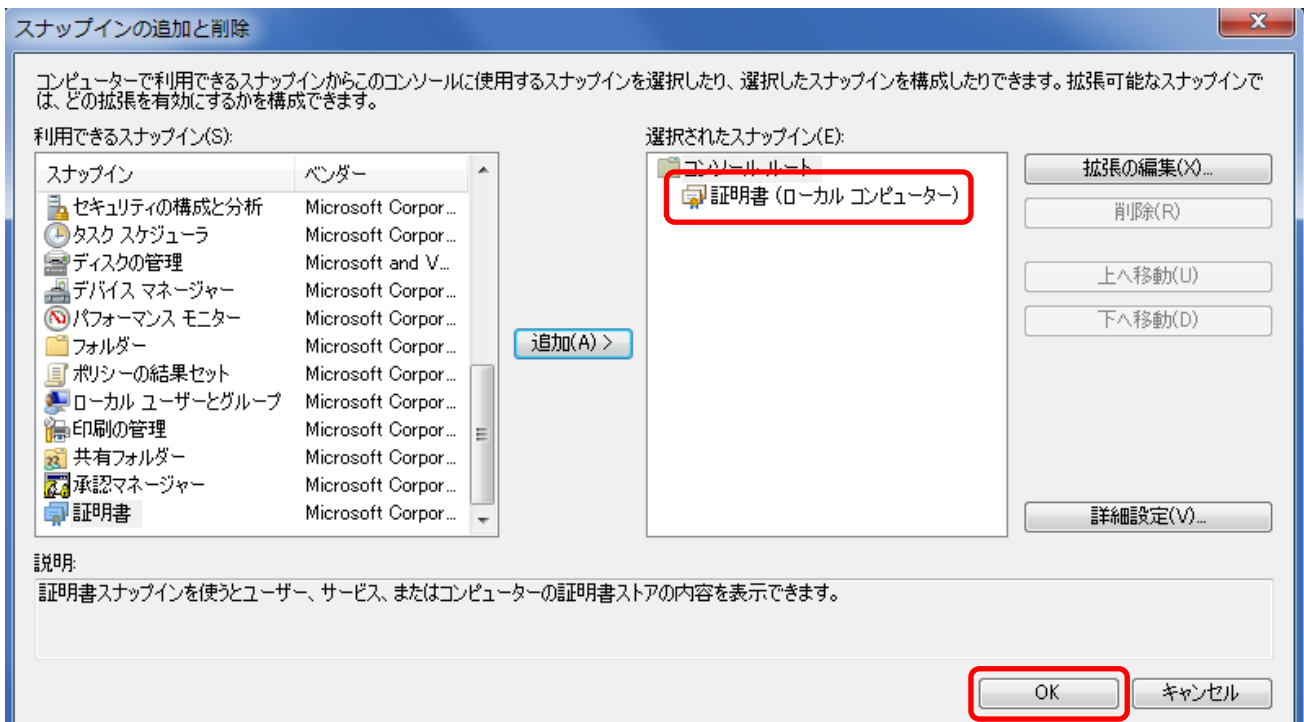 スナップインの追加と削除
コンピューターで利用できるスナップインからこのコンソールに使用するスナップインを選択したり、選択したスナップインを構成したりできます。拡張可能なスナップインで
は、どの拡張を有効にするかを構成できます。
利用できるスナップイン(S):
スナップイン ベンダー
セキュリティの構成と分析 Microsoft Corpor...
タスク スケジューラ Microsoft Corpor...
ディスクの管理 Microsoft and V...
デバイス マネージャー Microsoft Corpor...
パフォーマンス モニター Microsoft Corpor...
フォルダー Microsoft Corpor...
ポリシーの結果セット Microsoft Corpor...
ローカル ユーザーとグループ Microsoft Corpor...
印刷の管理 Microsoft Corpor...
共有フォルダー Microsoft Corpor...
承認マネージャー Microsoft Corpor...
証明書 Microsoft Corpor...
追加(A) >
選択されたスナップイン(E):
コンソール ルート
証明書 (ローカル コンピューター)
拡張の編集(X)...
削除(R)
上へ移動(U)
下へ移動(D)
詳細設定(V)...
説明:
証明書スナップインを使うとユーザー、サービス、またはコンピューターの証明書ストアの内容を表示できます。
OK キャンセル